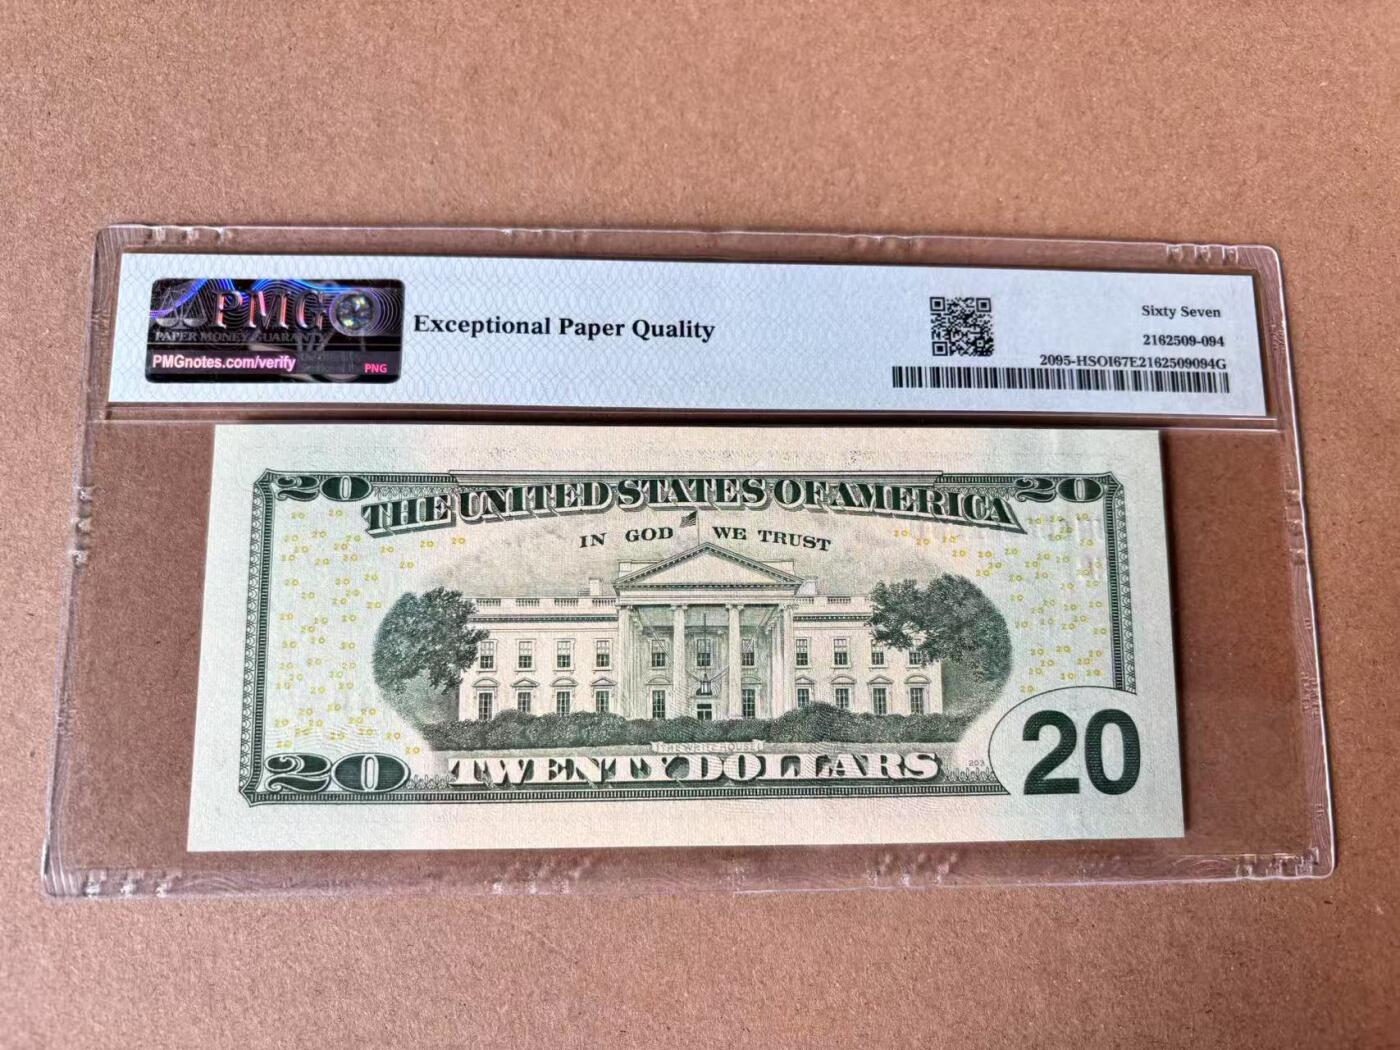 PMG
PAPER MONEY GUARANTY
PMGnotes.com/verify
PNG
Exceptional Paper Quality
Sixty Seven
2162509-094
2095-HSOI67E2162509094G
20
THE UNITED STATES OF AMERICA
20
IN GOD WE TRUST
THE WHITE HOUSE
20
TWENTY DOLLARS
203
20